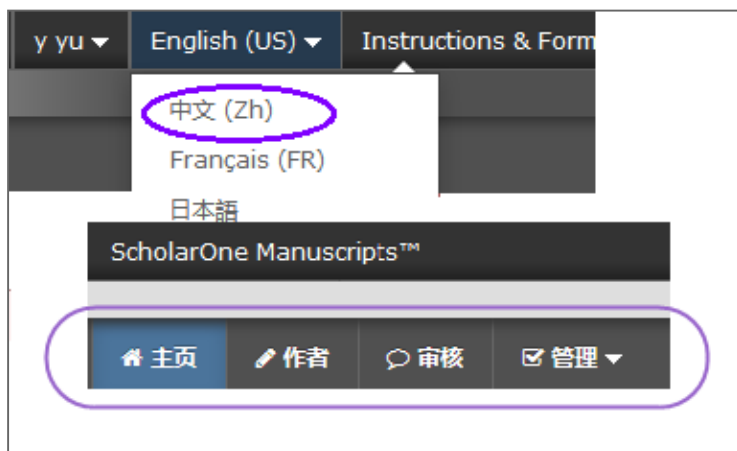 y yu English (US) Instructions & Form
中文 (Zh)
Français (FR)
日本語
ScholarOne Manuscripts™
主页 作者 审核 管理